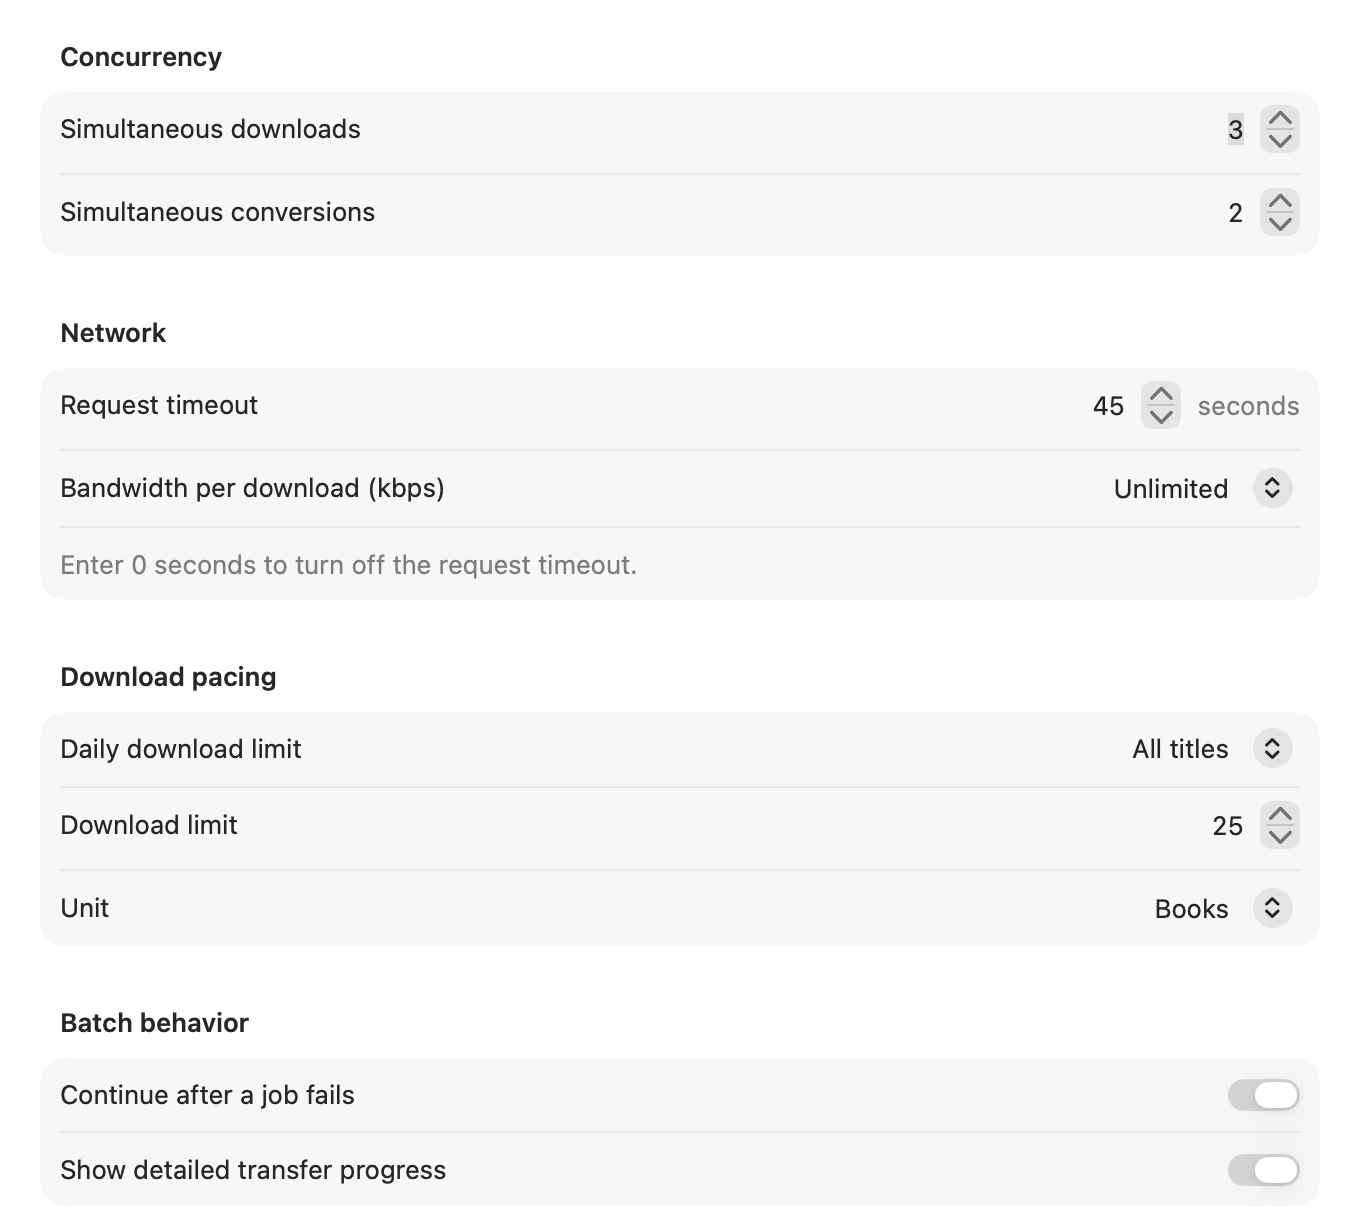 Concurrency
Simultaneous downloads 3
Simultaneous conversions 2
Network
Request timeout 45 seconds
Bandwidth per download (kbps) Unlimited
Enter 0 seconds to turn off the request timeout.
Download pacing
Daily download limit All titles
Download limit 25
Unit Books
Batch behavior
Continue after a job fails
Show detailed transfer progress